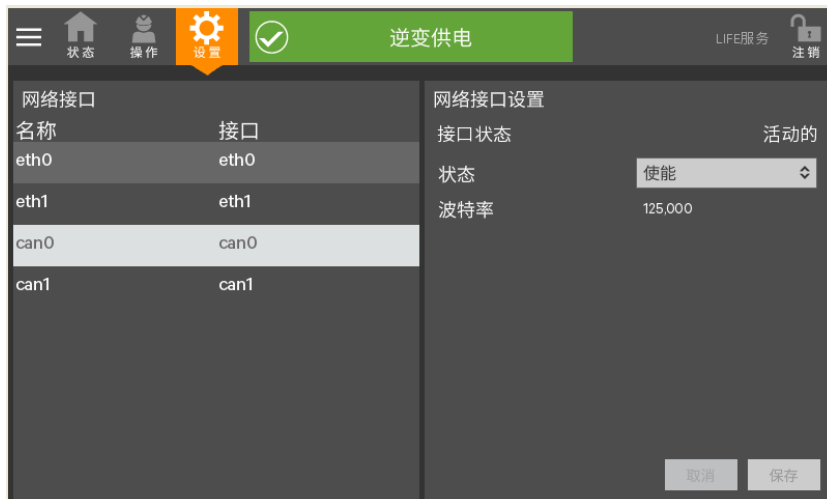 状态 操作 设置 逆变供电 LIFE服务 注销
网络接口
名称 接口
eth0 eth0
eth1 eth1
can0 can0
can1 can1
网络接口设置
接口状态 活动的
状态 使能
波特率 125,000
取消 保存